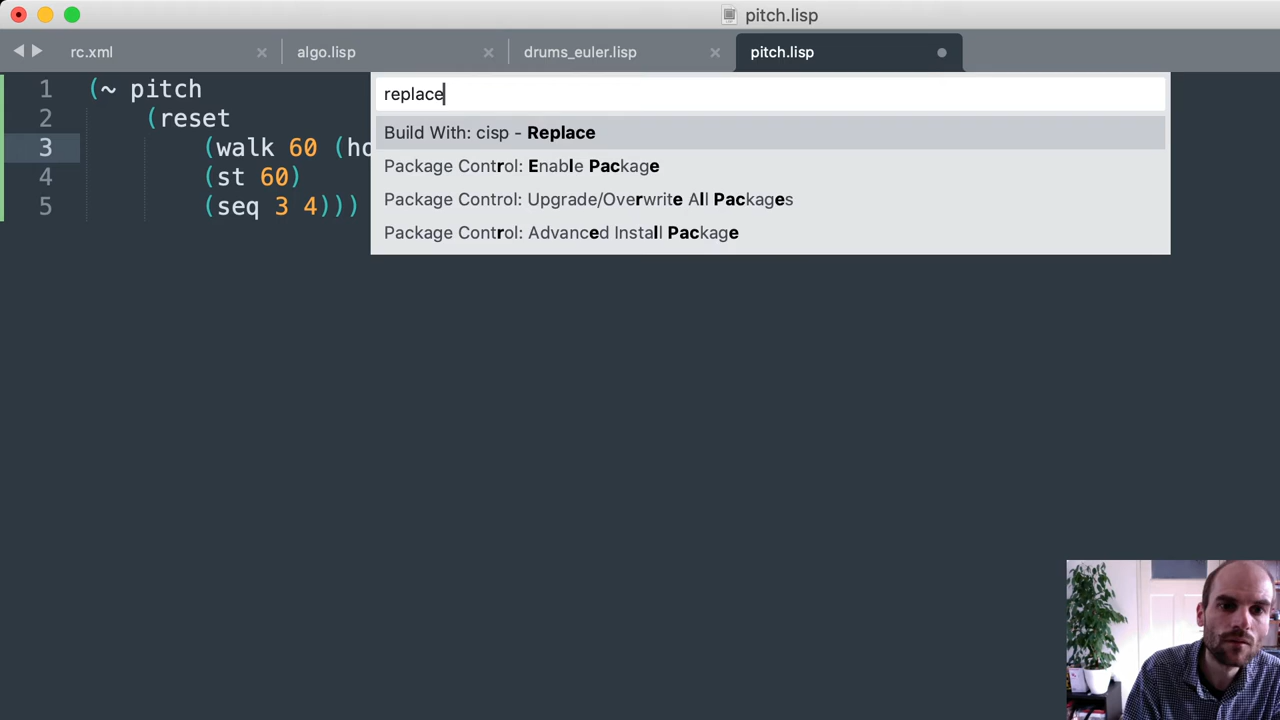 pitch.lisp
rc.xml
algo.lisp
drums_euler.lisp
pitch.lisp
1 (~ pitch
2 (reset
3 (walk 60 (ho
4 (st 60)
5 (seq 3 4)))
replace
Build With: cisp - Replace
Package Control: Enable Package
Package Control: Upgrade/Overwrite All Packages
Package Control: Advanced Install Package